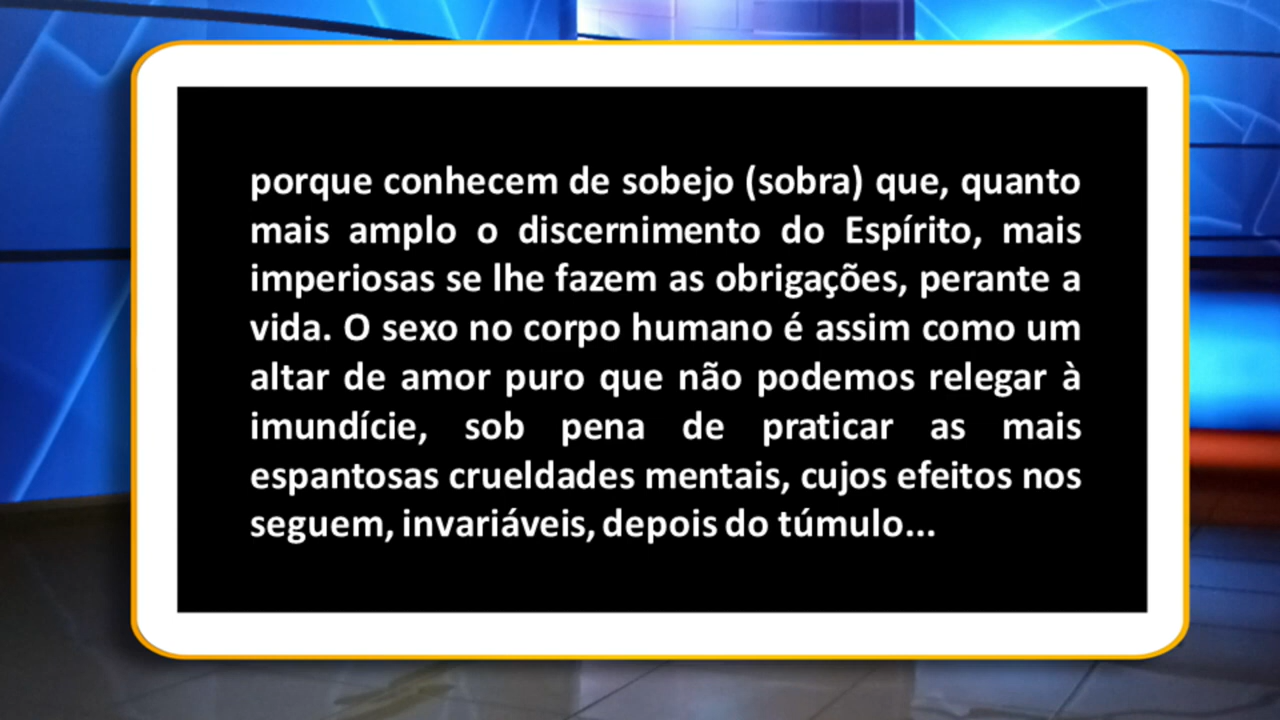 porque conhecem de sobejo (sobra) que, quanto
mais amplo o discernimento do Espírito, mais
imperiosas se lhe fazem as obrigações, perante a
vida. O sexo no corpo humano é assim como um
altar de amor puro que não podemos relegar à
imundície, sob pena de praticar as mais
espantosas crueldades mentais, cujos efeitos nos
seguem, invariáveis, depois do túmulo...